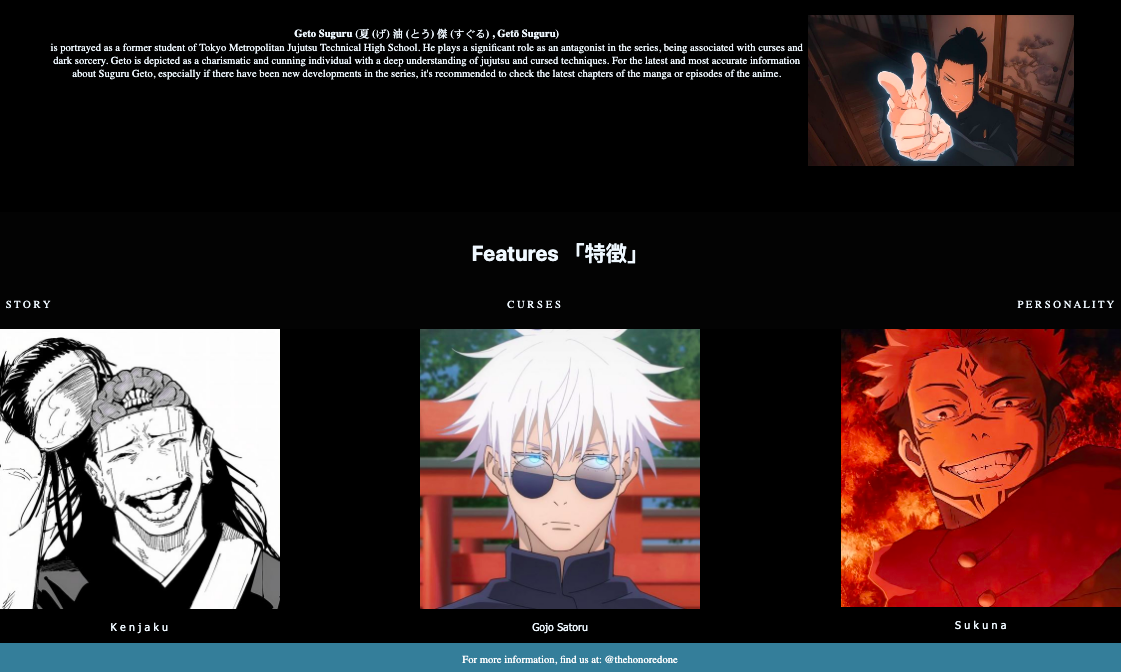 Geto Suguru (夏 (げ) 油 (とう) 傑 (すぐる) , Getō Suguru)
is portrayed as a former student of Tokyo Metropolitan Jujutsu Technical High School. He plays a significant role as an antagonist in the series, being associated with curses and
dark sorcery. Geto is depicted as a charismatic and cunning individual with a deep understanding of jujutsu and cursed techniques. For the latest and most accurate information
about Suguru Geto, especially if there have been new developments in the series, it's recommended to check the latest chapters of the manga or episodes of the anime.
Features 「特徴」
STORY
CURSES
PERSONALITY
Kenjaku
Gojo Satoru
Sukuna
For more information, find us at: @thehonoredone